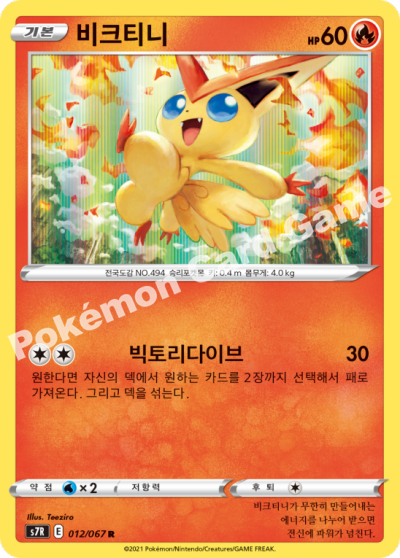 기본 비크티니 HP 60
전국도감 NO.494 승리포켓몬 키: 0.4 m 몸무게: 4.0 kg
빅토리다이브 30
원한다면 자신의 덱에서 원하는 카드를 2장까지 선택해서 패로
가져온다. 그리고 덱을 섞는다.
약점 ×2 저항력 후퇴
Illus. Teeziro
s7R E 012/067 R
비크티니가 무한히 만들어내는
에너지를 나누어 받으면
전신에 파워가 넘친다.
©2021 Pokémon/Nintendo/Creatures/GAME FREAK.
Pokémon Card Game